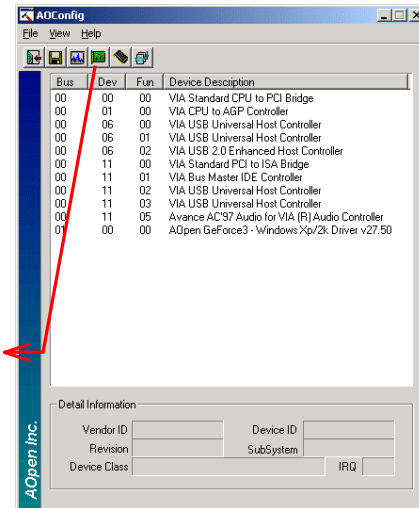 AOConfig
File View Help
Bus Dev Fun Device Description
00 00 00 VIA Standard CPU to PCI Bridge
00 01 00 VIA CPU to AGP Controller
00 06 00 VIA USB Universal Host Controller
00 06 01 VIA USB Universal Host Controller
00 06 02 VIA USB 2.0 Enhanced Host Controller
00 11 00 VIA Standard PCI to ISA Bridge
00 11 01 VIA Bus Master IDE Controller
00 11 02 VIA USB Universal Host Controller
00 11 03 VIA USB Universal Host Controller
00 11 05 Avance AC'97 Audio for VIA (R) Audio Controller
01 00 00 AOpen GeForce3 - Windows Xp/2k Driver v27.50
Detail Information
Vendor ID Device ID
Revision SubSystem
Device Class IRQ
AOpen Inc.